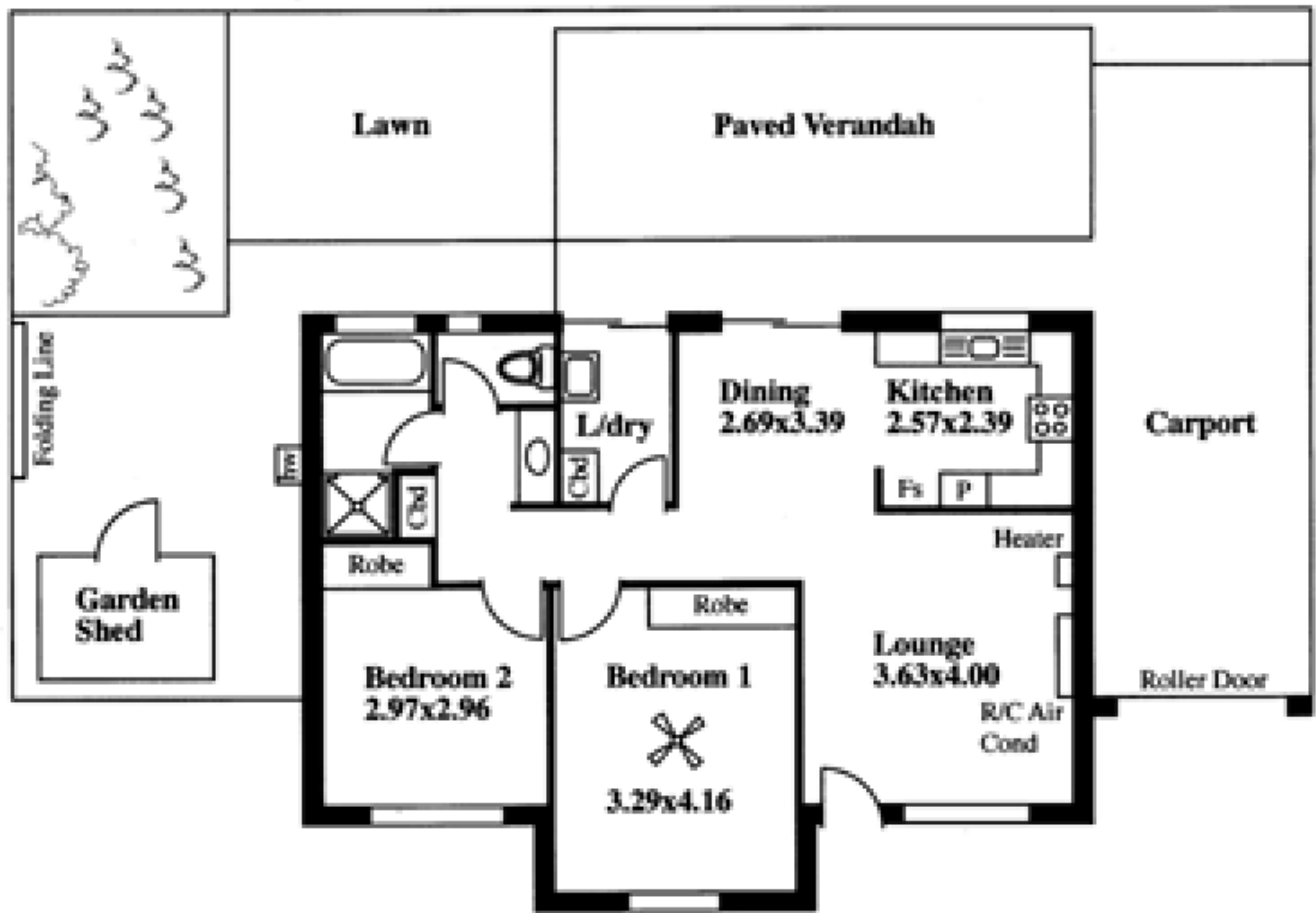 Lawn
Paved Verandah
Folding Line
Dining
2.69x3.39
Kitchen
2.57x2.39
Carport
L/dry
hw
Cbd
Cbd
Fs
P
Heater
Robe
Robe
Garden
Shed
Lounge
3.63x4.00
Bedroom 2
2.97x2.96
Bedroom 1
3.29x4.16
Roller Door
R/C Air
Cond